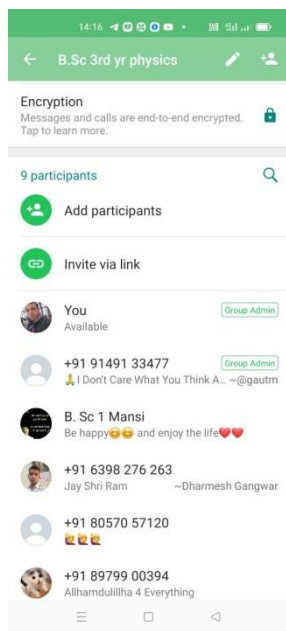 14:16
B.Sc 3rd yr physics
Encryption
Messages and calls are end-to-end encrypted.
Tap to learn more.
9 participants
Add participants
Invite via link
You
Group Admin
Available
+91 91491 33477
Group Admin
🙏I Don't Care What You Think A... ~@gautm
B. Sc 1 Mansi
Be happy😊😊 and enjoy the life❤️❤️
+91 6398 276 263
Jay Shri Ram ~Dharmesh Gangwar
+91 80570 57120
+91 89799 00394
Allhamdulillha 4 Everything